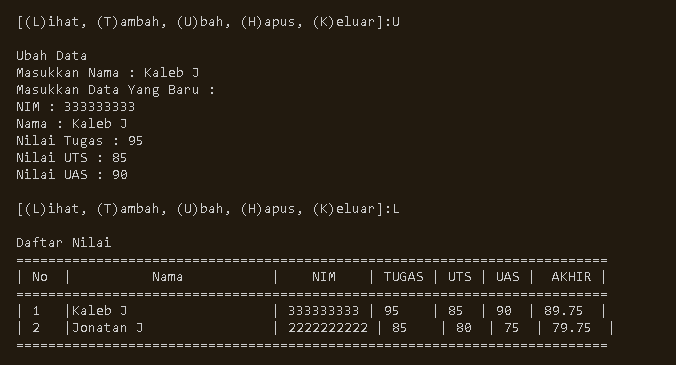 [(L)ihat, (T)ambah, (U)bah, (H)apus, (K)eluar]:U
Ubah Data
Masukkan Nama : Kaleb J
Masukkan Data Yang Baru :
NIM : 333333333
Nama : Kaleb J
Nilai Tugas : 95
Nilai UTS : 85
Nilai UAS : 90
[(L)ihat, (T)ambah, (U)bah, (H)apus, (K)eluar]:L
Daftar Nilai
==========================================================================
| No | Nama | NIM | TUGAS | UTS | UAS | AKHIR |
==========================================================================
| 1 |Kaleb J | 333333333 | 95 | 85 | 90 | 89.75 |
| 2 |Jonatan J | 2222222222 | 85 | 80 | 75 | 79.75 |
==========================================================================